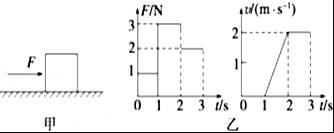 F
甲
F/N
3
2
1
0 1 2 3 t/s
v/(m·s⁻¹)
2
1
0 1 2 3 t/s
乙